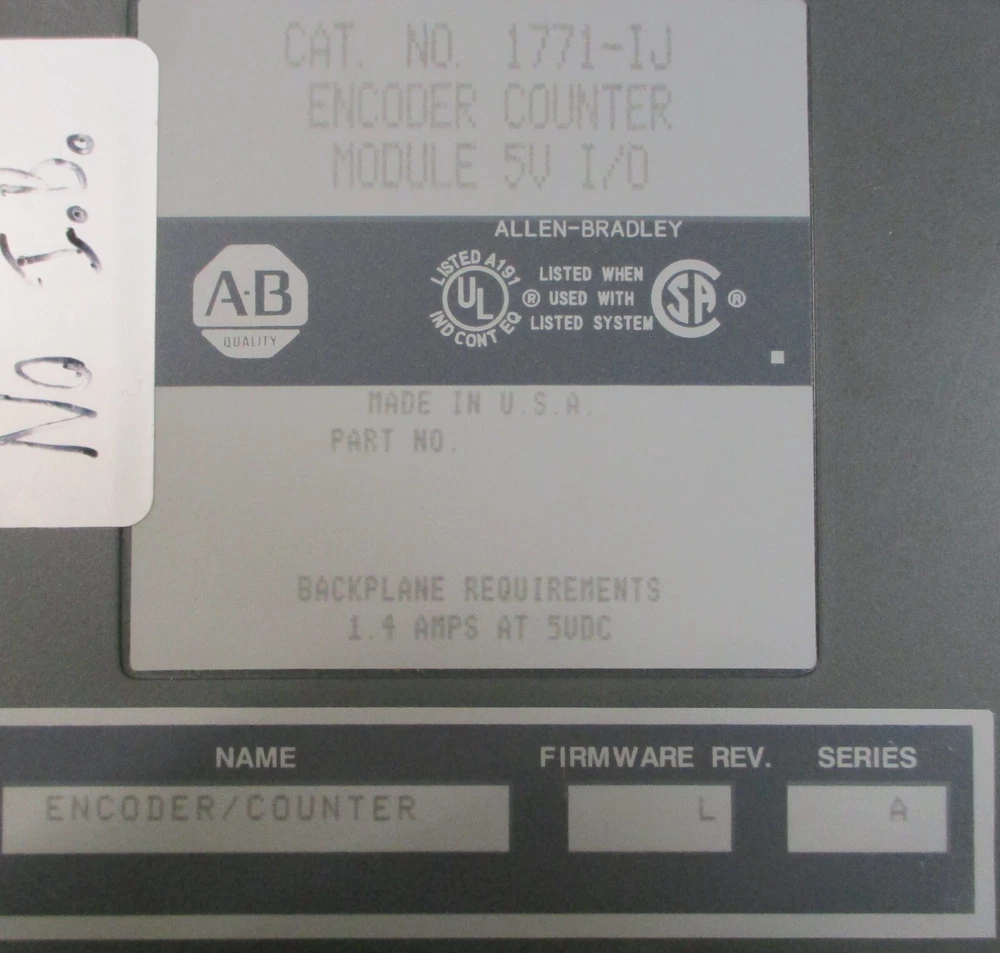 CAT. NO. 1771-IJ
ENCODER COUNTER
MODULE 5V I/O
No I.B.
ALLEN-BRADLEY
A·B
QUALITY
LISTED A191
UL
IND CONT EQ
®
LISTED WHEN
USED WITH
LISTED SYSTEM
SA
®
MADE IN U.S.A.
PART NO.
BACKPLANE REQUIREMENTS
1.4 AMPS AT 5VDC
NAME FIRMWARE REV. SERIES
ENCODER/COUNTER L A